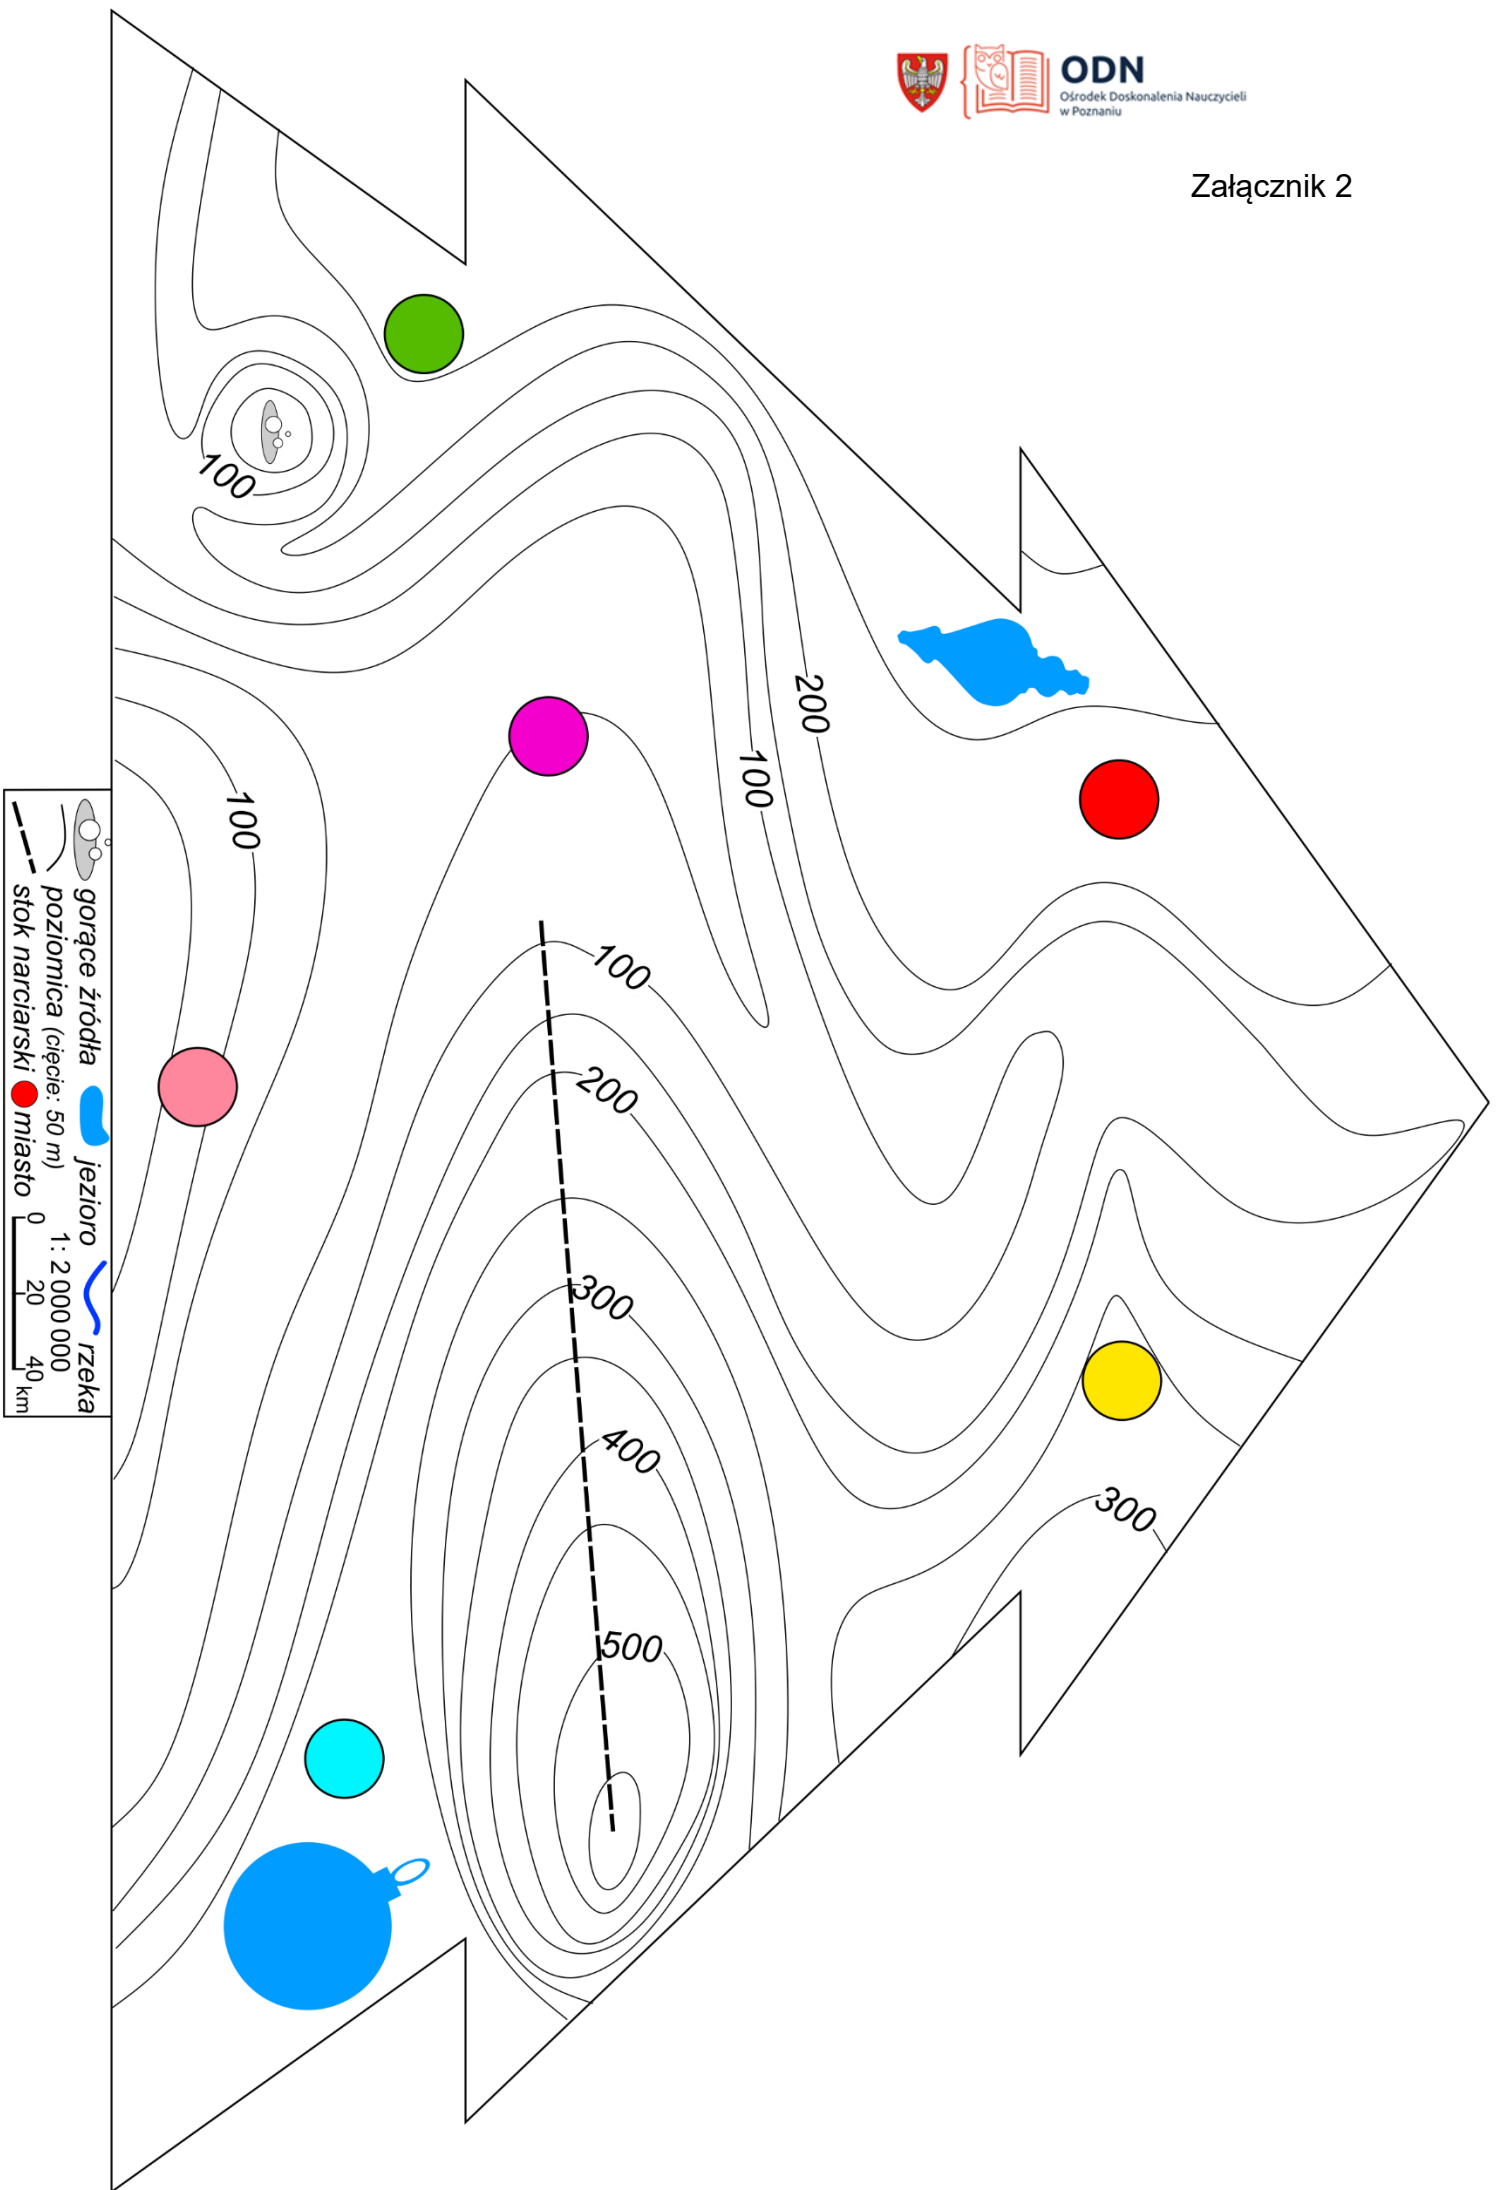 ODN
Ośrodek Doskonalenia Nauczycieli
w Poznaniu
Załącznik 2
100
200
100
100
100
200
300
400
500
300
gorące źródła
jezioro
rzeka
poziomica (cięcie: 50 m)
1: 2 000 000
stok narciarski
miasto
0 20 40 km